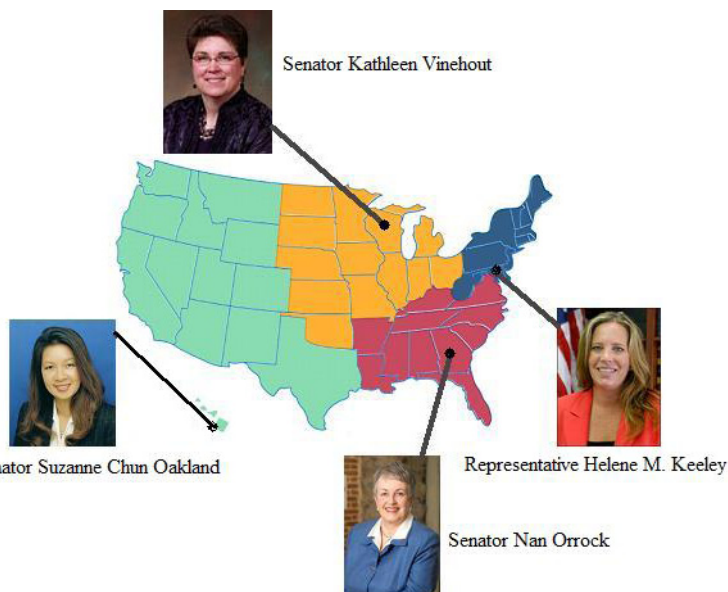 Senator Kathleen Vinehout
nator Suzanne Chun Oakland
Representative Helene M. Keeley
Senator Nan Orrock